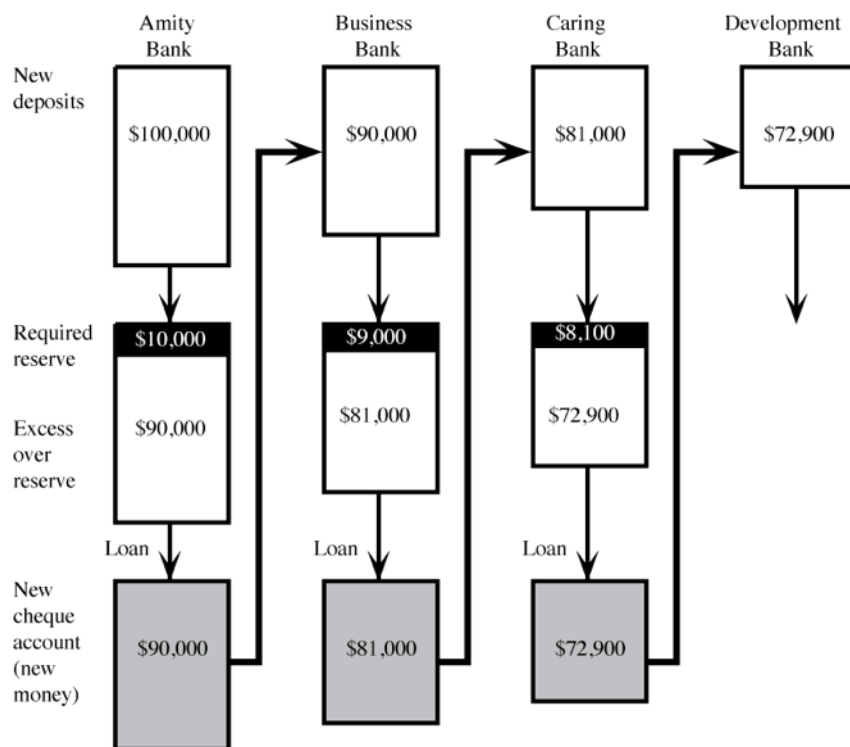 Amity
Bank
Business
Bank
Caring
Bank
Development
Bank
New
deposits
$100,000
$90,000
$81,000
$72,900
Required
reserve
$10,000
$9,000
$8,100
Excess
over
reserve
$90,000
$81,000
$72,900
Loan
Loan
Loan
New
cheque
account
(new
money)
$90,000
$81,000
$72,900